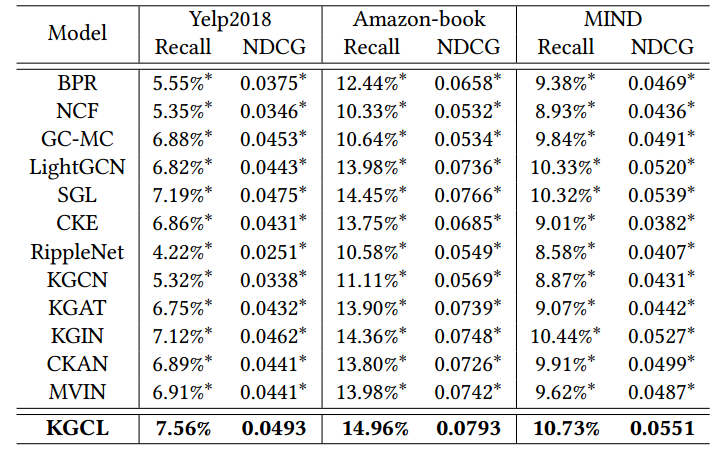 Model Yelp2018 Amazon-book MIND
Recall NDCG Recall NDCG Recall NDCG
BPR 5.55%* 0.0375* 12.44%* 0.0658* 9.38%* 0.0469*
NCF 5.35%* 0.0346* 10.33%* 0.0532* 8.93%* 0.0436*
GC-MC 6.88%* 0.0453* 10.64%* 0.0534* 9.84%* 0.0491*
LightGCN 6.82%* 0.0443* 13.98%* 0.0736* 10.33%* 0.0520*
SGL 7.19%* 0.0475* 14.45%* 0.0766* 10.32%* 0.0539*
CKE 6.86%* 0.0431* 13.75%* 0.0685* 9.01%* 0.0382*
RippleNet 4.22%* 0.0251* 10.58%* 0.0549* 8.58%* 0.0407*
KGCN 5.32%* 0.0338* 11.11%* 0.0569* 8.87%* 0.0431*
KGAT 6.75%* 0.0432* 13.90%* 0.0739* 9.07%* 0.0442*
KGIN 7.12%* 0.0462* 14.36%* 0.0748* 10.44%* 0.0527*
CKAN 6.89%* 0.0441* 13.80%* 0.0726* 9.91%* 0.0499*
MVIN 6.91%* 0.0441* 13.98%* 0.0742* 9.62%* 0.0487*
KGCL 7.56% 0.0493 14.96% 0.0793 10.73% 0.0551